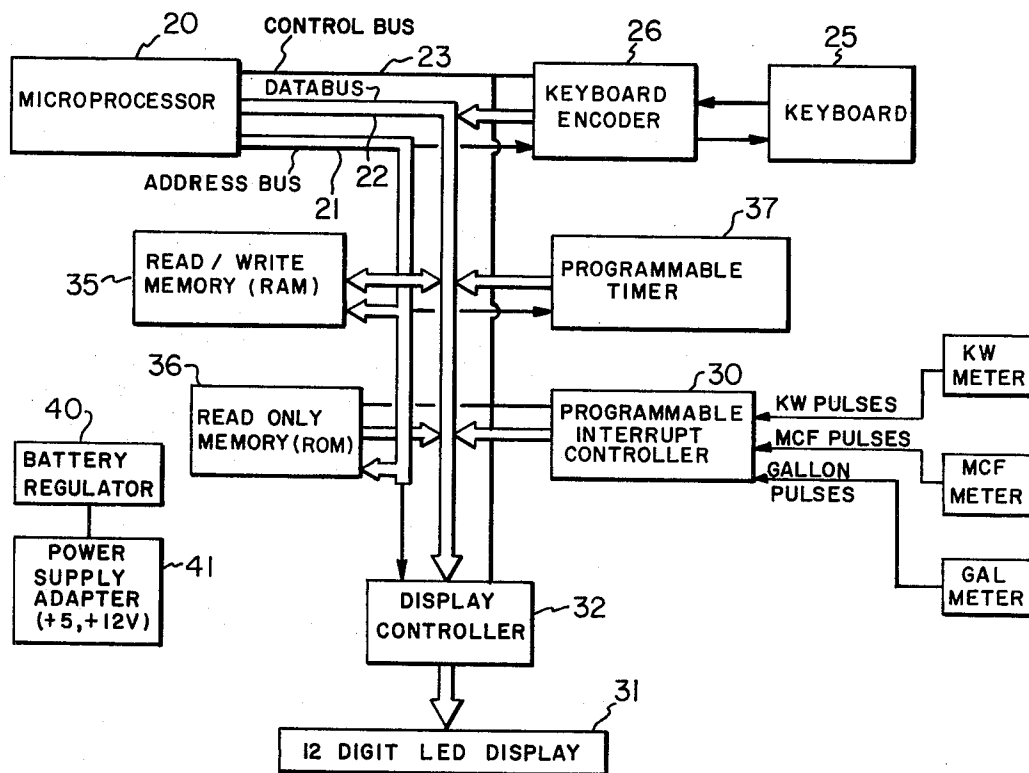 20
CONTROL BUS
23
26
25
MICROPROCESSOR
DATABUS
KEYBOARD
ENCODER
KEYBOARD
ADDRESS BUS
21
22
37
35
READ / WRITE
MEMORY (RAM)
PROGRAMMABLE
TIMER
36
30
KW
METER
READ ONLY
MEMORY (ROM)
PROGRAMMABLE
INTERRUPT
CONTROLLER
KW PULSES
MCF PULSES
GALLON
PULSES
MCF
METER
40
BATTERY
REGULATOR
POWER
SUPPLY
ADAPTER
(+5,+12V)
41
DISPLAY
CONTROLLER
32
GAL
METER
31
12 DIGIT LED DISPLAY